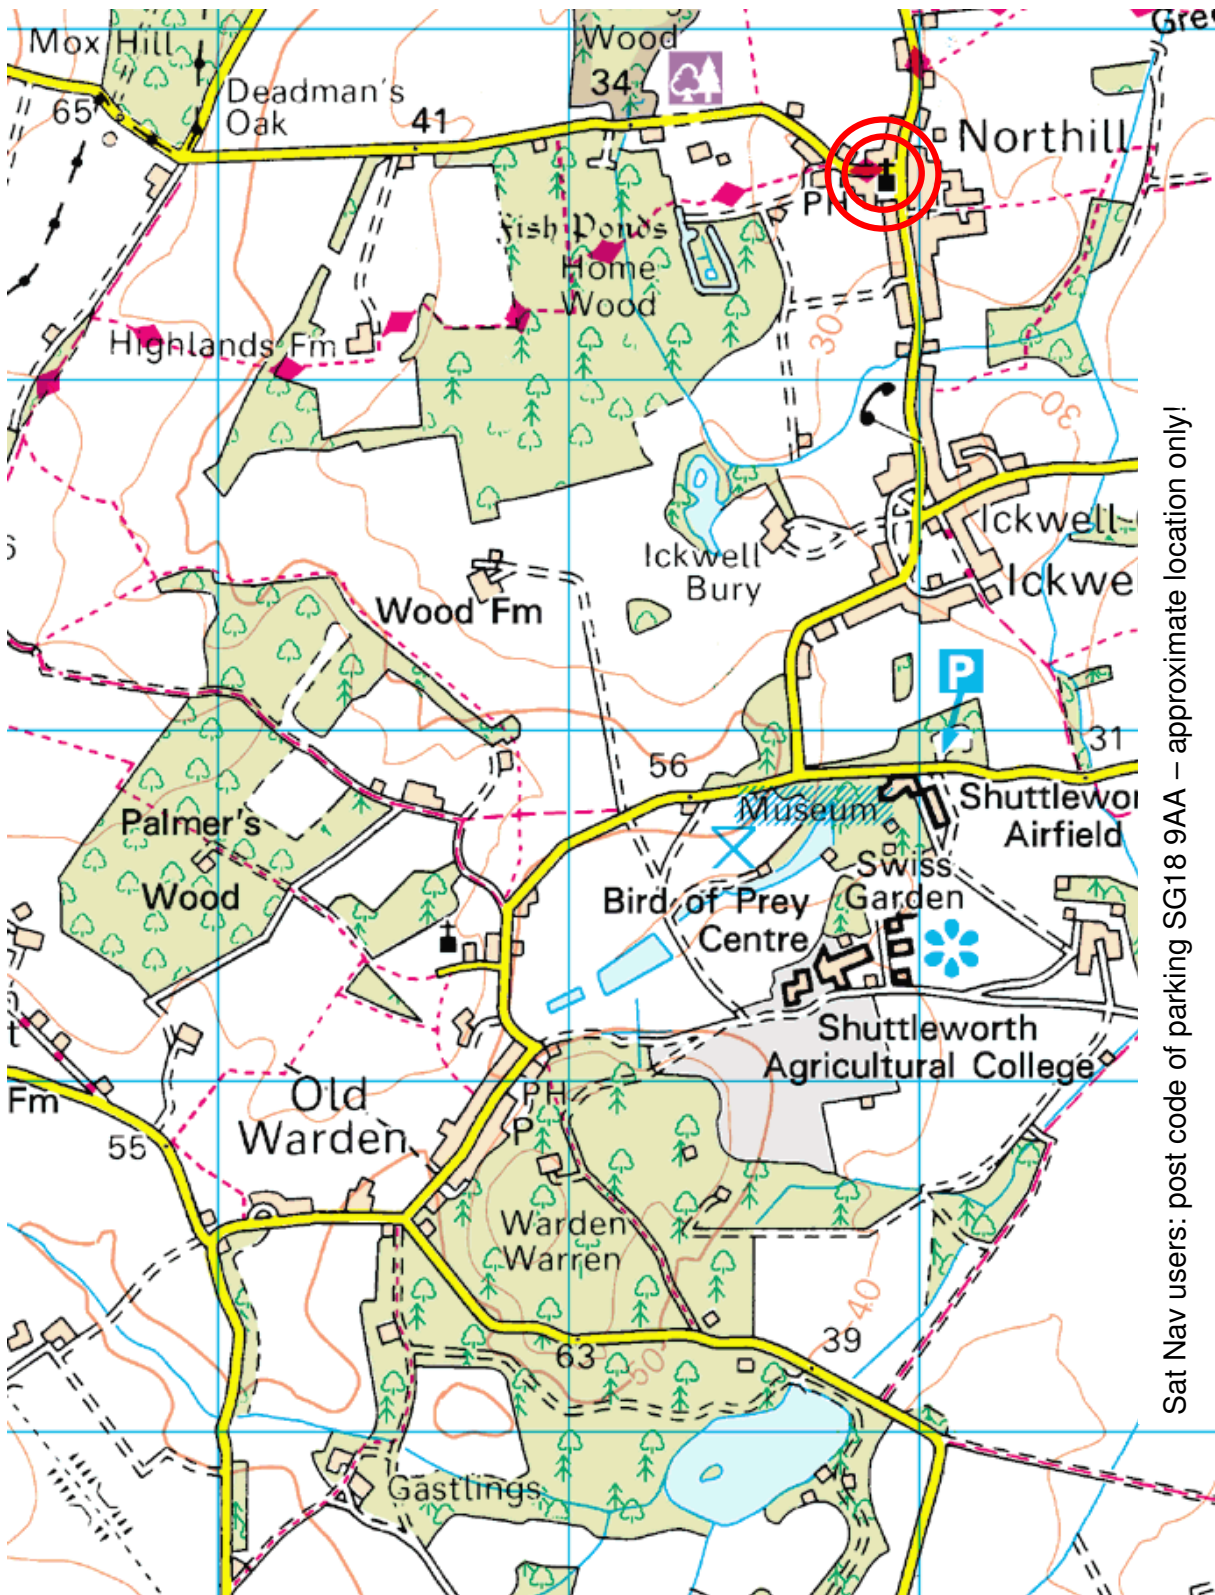 Mox Hill
Wood
34
Gre
65
Deadman's
Oak
41
Northill
PH
Fish Ponds
Home
Wood
30
Highlands Fm
30
Ickwell
Ickwell
Bury
Ickwe
Wood Fm
P
31
56
Museum
Shuttlewor
Airfield
Palmer's
Wood
Swiss
Garden
Bird of Prey
Centre
t
Shuttleworth
Agricultural College
Fm
Old
Warden
PH
P
55
Warden
Warren
40
39
63
50
Gastlings
Sat Nav users: post code of parking SG18 9AA – approximate location only!